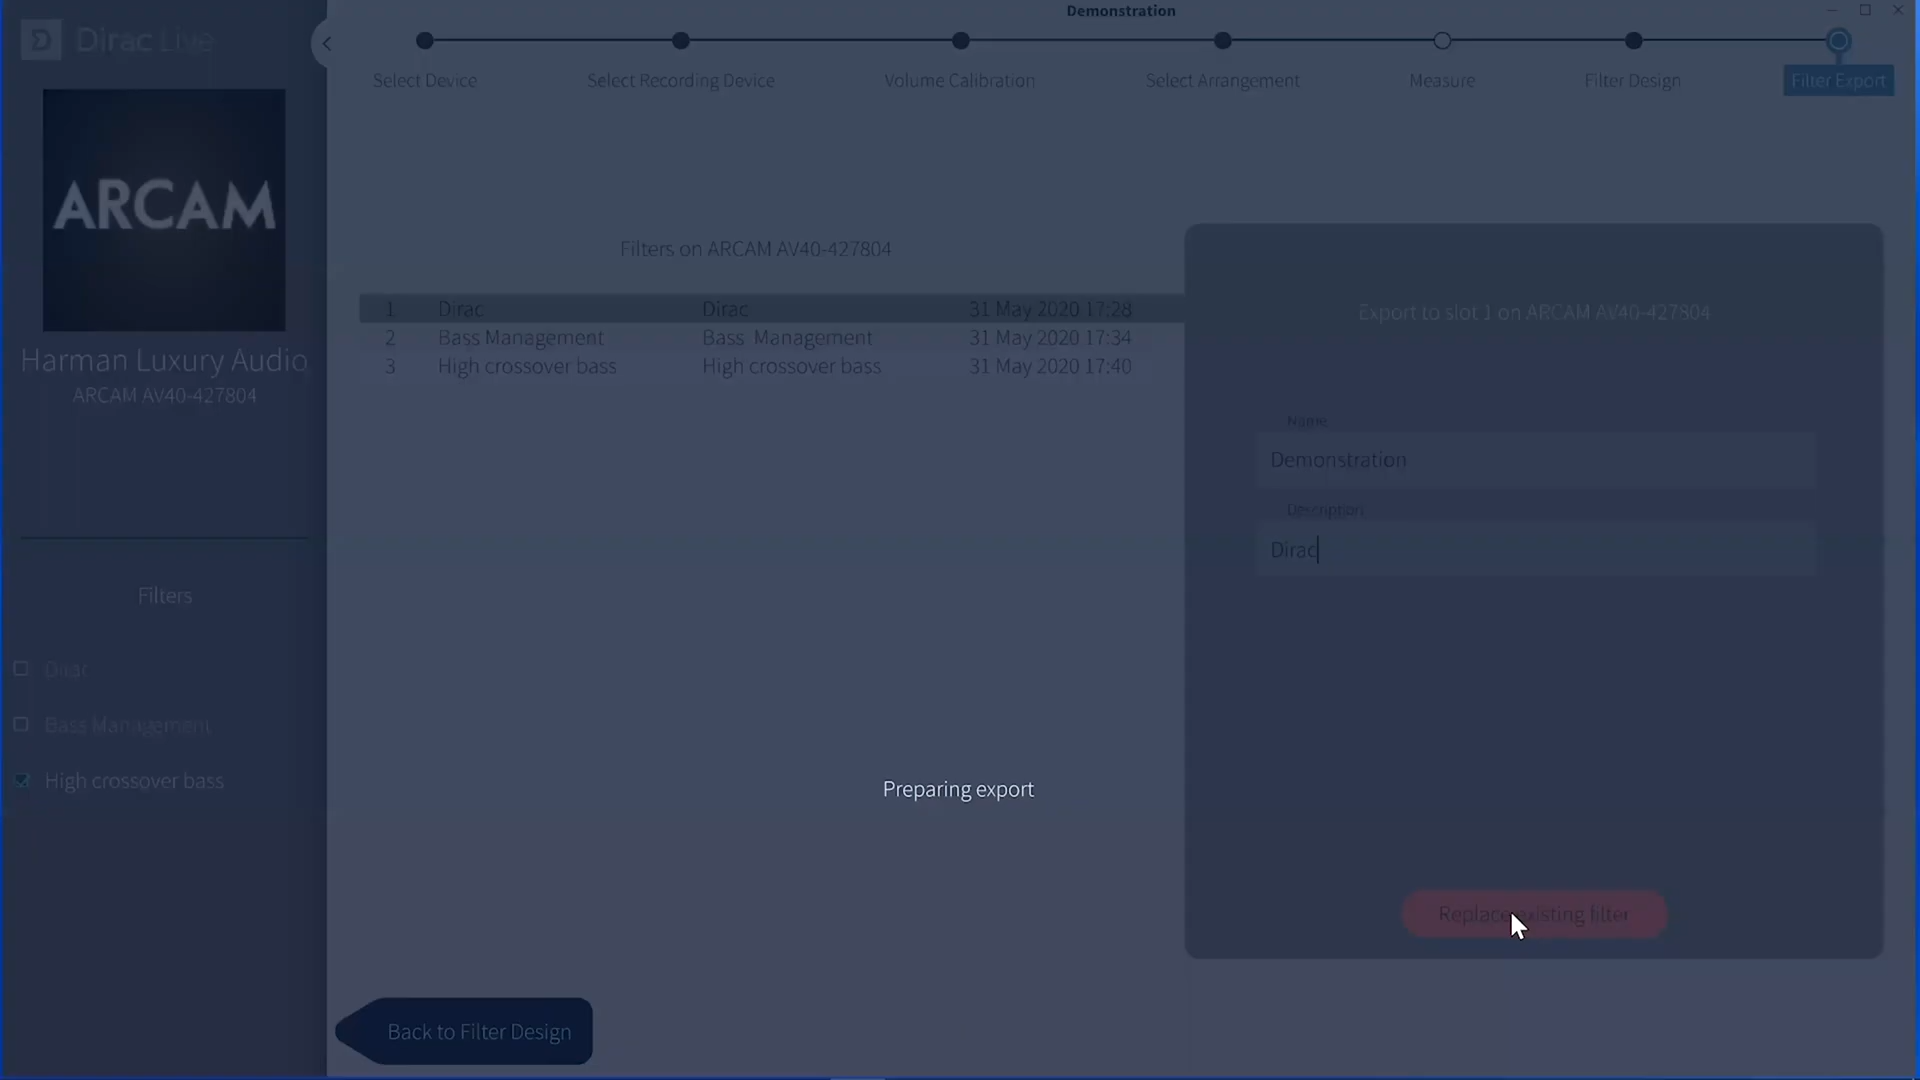 Demonstration
Dirac Live
Select Device
Select Recording Device
Volume Calibration
Select Arrangement
Measure
Filter Design
Filter Export
ARCAM
Harman Luxury Audio
ARCAM AV40-427804
Filters on ARCAM AV40-427804
1 Dirac Dirac 31 May 2020 17:28
2 Bass Management Bass Management 31 May 2020 17:34
3 High crossover bass High crossover bass 31 May 2020 17:40
Export to slot 1 on ARCAM AV40-427804
Name
Demonstration
Description
Dirac
Filters
Dirac
Bass Management
High crossover bass
Preparing export
Replace existing filter
Back to Filter Design